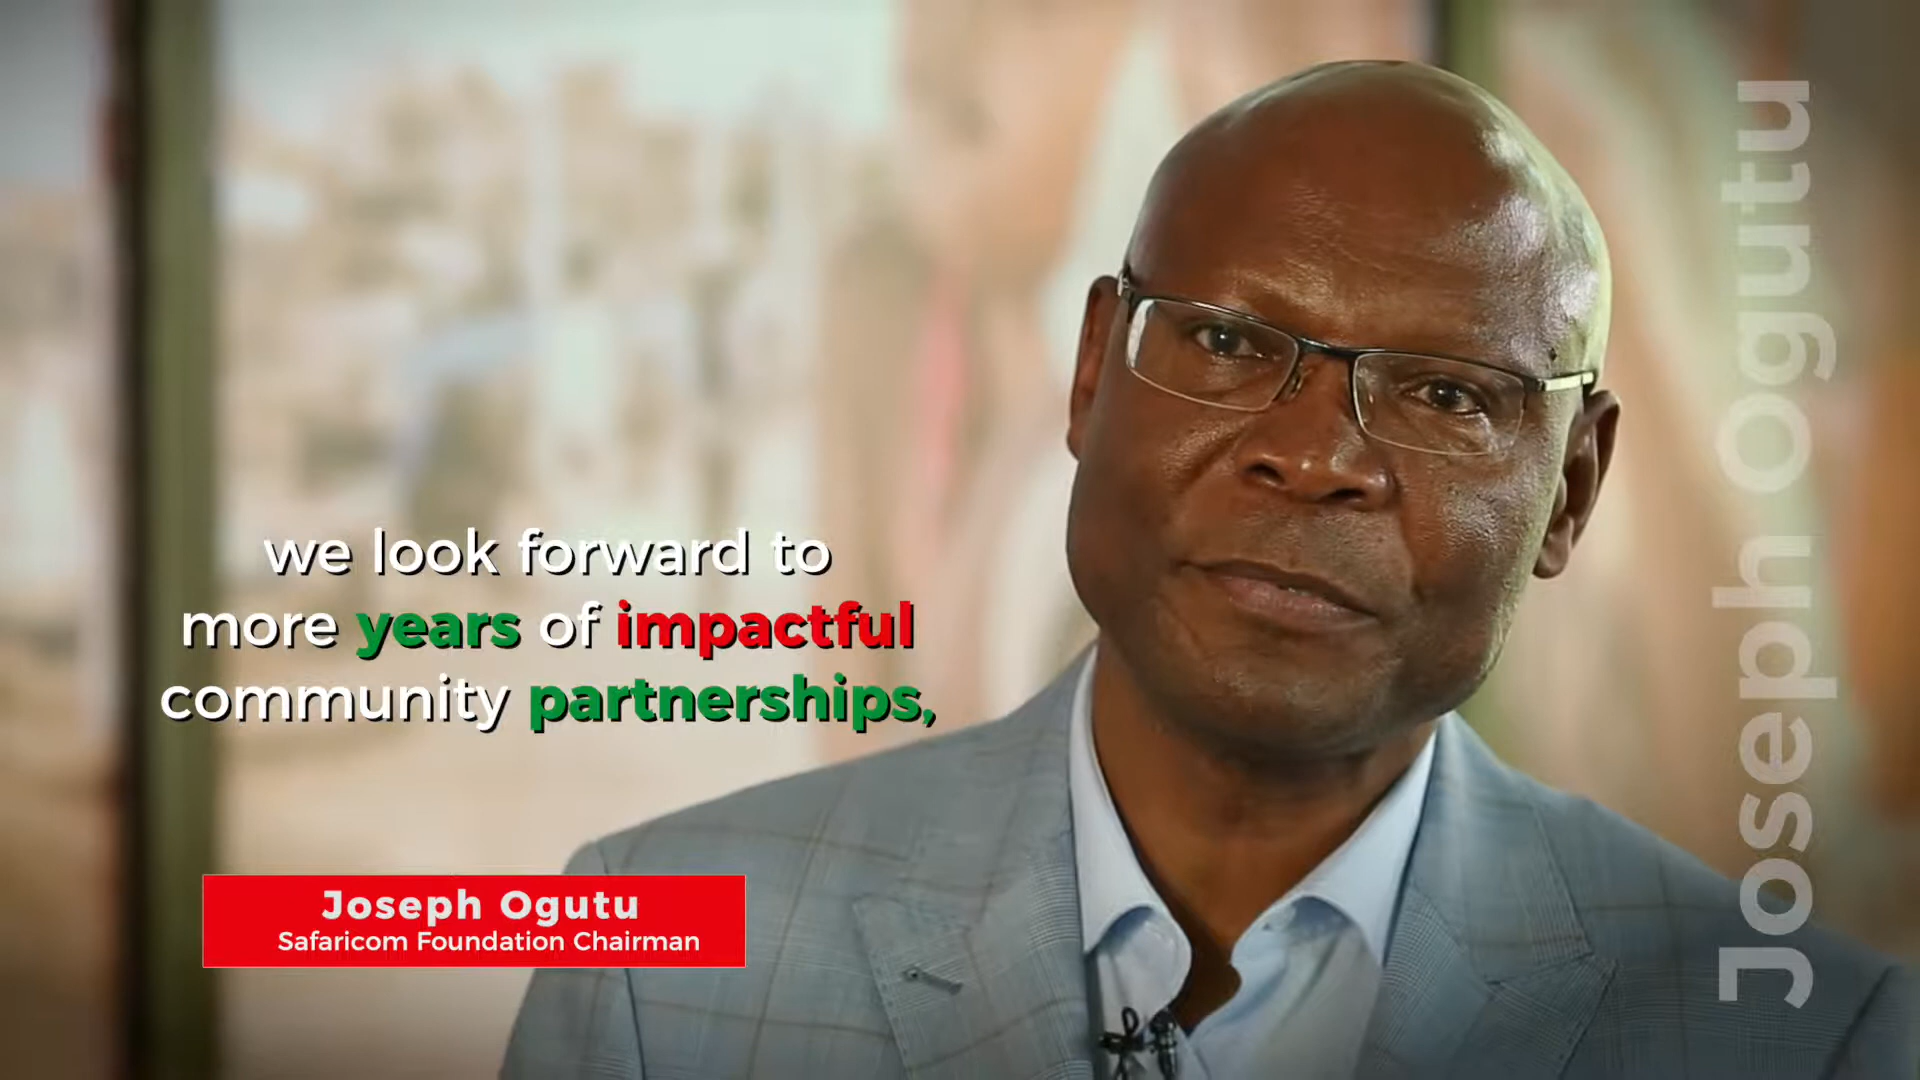 we look forward to
more years of impactful
community partnerships,
Joseph Ogutu
Safaricom Foundation Chairman
Joseph Ogutu